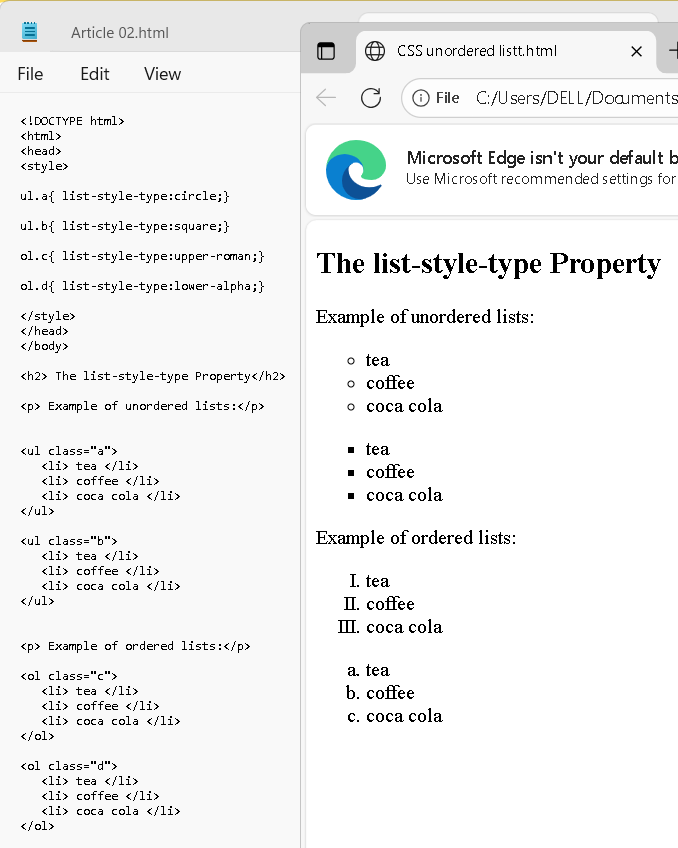 Article 02.html
File Edit View
<!DOCTYPE html>
<html>
<head>
<style>
ul.a{ list-style-type:circle;}
ul.b{ list-style-type:square;}
ol.c{ list-style-type:upper-roman;}
ol.d{ list-style-type:lower-alpha;}
</style>
</head>
</body>
<h2> The list-style-type Property</h2>
<p> Example of unordered lists:</p>
<ul class="a">
<li> tea </li>
<li> coffee </li>
<li> coca cola </li>
</ul>
<ul class="b">
<li> tea </li>
<li> coffee </li>
<li> coca cola </li>
</ul>
<p> Example of ordered lists:</p>
<ol class="c">
<li> tea </li>
<li> coffee </li>
<li> coca cola </li>
</ol>
<ol class="d">
<li> tea </li>
<li> coffee </li>
<li> coca cola </li>
</ol>
CSS unordered listt.html
File C:/Users/DELL/Documents
Microsoft Edge isn't your default b
Use Microsoft recommended settings for
The list-style-type Property
Example of unordered lists:
tea
coffee
coca cola
tea
coffee
coca cola
Example of ordered lists:
I. tea
II. coffee
III. coca cola
a. tea
b. coffee
c. coca cola